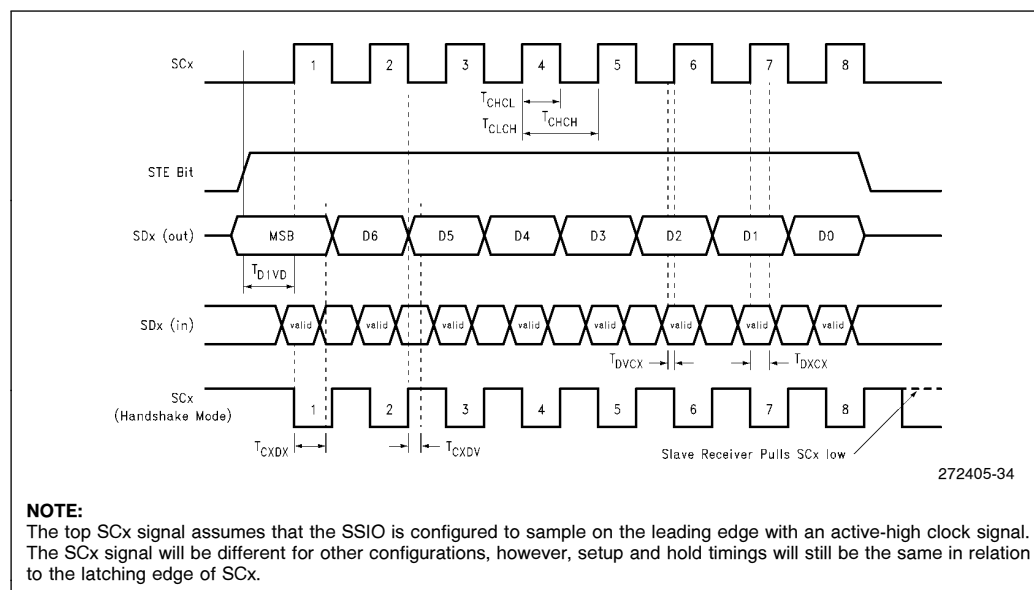 SCx
1 2 3 4 5 6 7 8
T_CHCL
T_CLCH
T_CHCH
STE Bit
SDx (out)
MSB D6 D5 D4 D3 D2 D1 D0
T_D1VD
SDx (in)
valid valid valid valid valid valid valid valid
T_DVCX T_DXCX
SCx
(Handshake Mode)
1 2 3 4 5 6 7 8
T_CXDX T_CXDV
Slave Receiver Pulls SCx low
272405-34
NOTE:
The top SCx signal assumes that the SSIO is configured to sample on the leading edge with an active-high clock signal.
The SCx signal will be different for other configurations, however, setup and hold timings will still be the same in relation
to the latching edge of SCx.